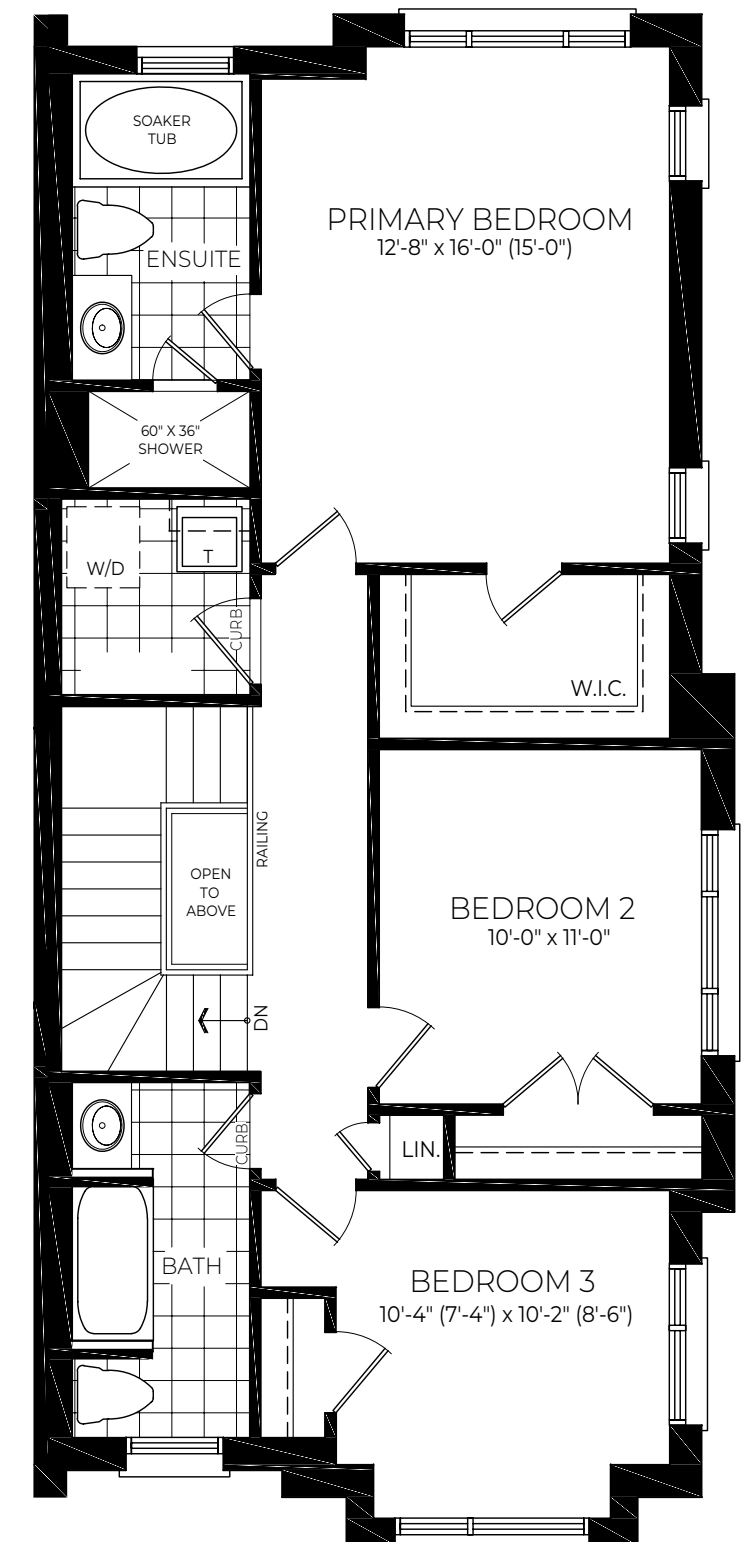 SOAKER
TUB
PRIMARY BEDROOM
12'-8" x 16'-0" (15'-0")
ENSUITE
60" X 36"
SHOWER
W/D
T
CURB
W.I.C.
RAILING
OPEN
TO
ABOVE
BEDROOM 2
10'-0" x 11'-0"
DN
CURB
LIN.
BATH
BEDROOM 3
10'-4" (7'-4") x 10'-2" (8'-6")